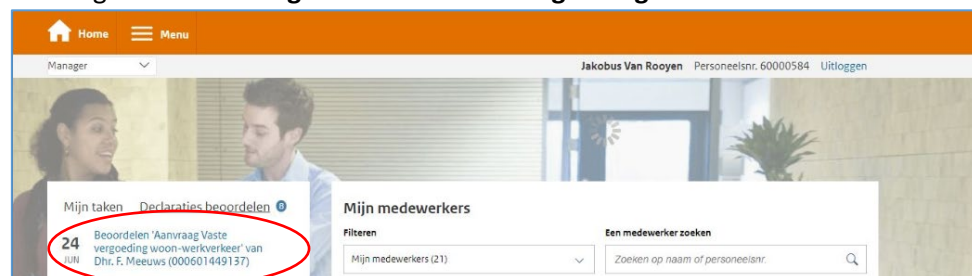 Home Menu
Manager Jakobus Van Rooyen Personeelsnr. 60000584 Uitloggen
Mijn taken Declaraties beoordelen 8
Mijn medewerkers
Filteren Een medewerker zoeken
24 JUN
Beoordelen 'Aanvraag Vaste
vergoeding woon-werkverkeer' van
Dhr. F. Meeuws (000601449137)
Mijn medewerkers (21) Zoeken op naam of personeelsnr.